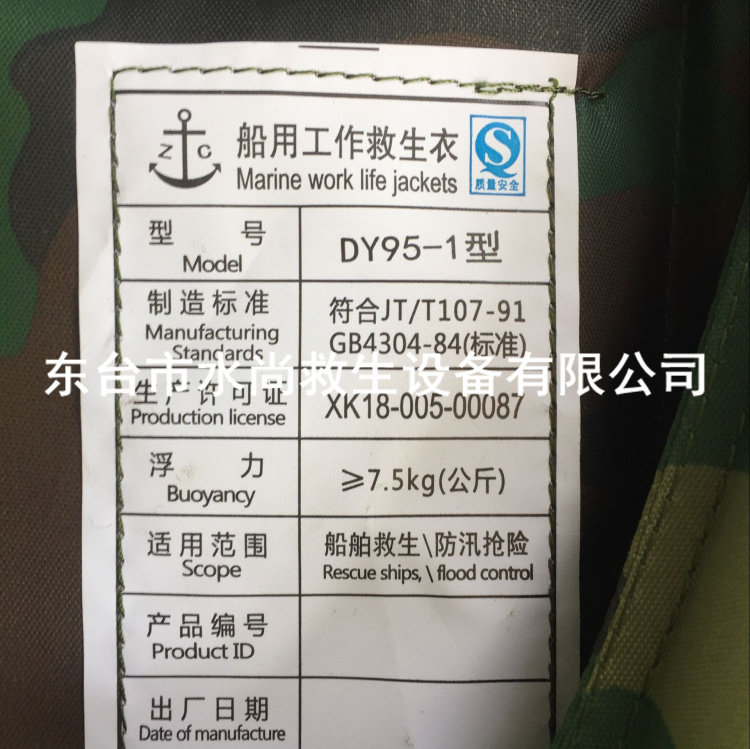 Z C
船用工作救生衣
Marine work life jackets
质量安全
型 号
Model
DY95-1型
制造标准
Manufacturing
Standards
符合JT/T107-91
GB4304-84(标准)
东台市水尚救生设备有限公司
生产许可证
Production license
XK18-005-00087
浮 力
Buoyancy
≥7.5kg(公斤)
适用范围
Scope
船舶救生\防汛抢险
Rescue ships, \ flood control
产品编号
Product ID
出厂日期
Date of manufacture